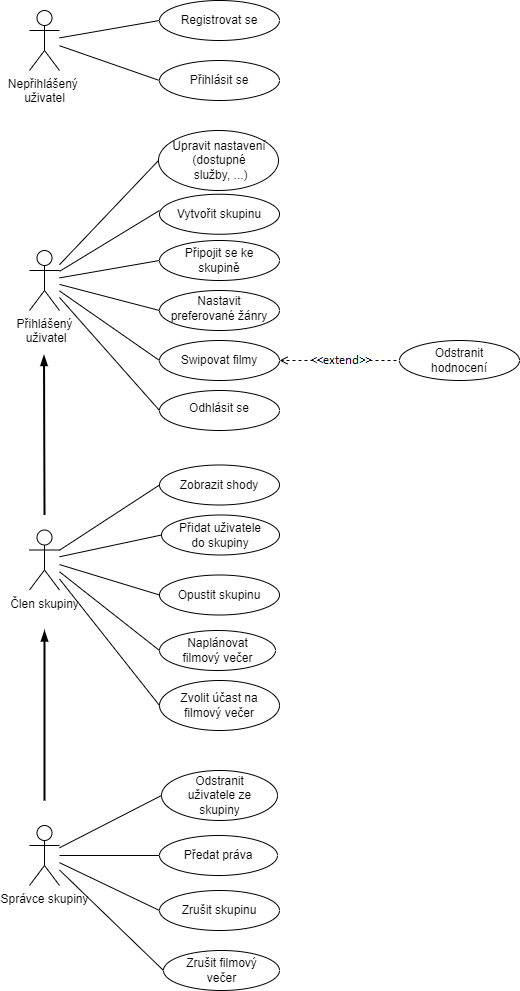 Registrovat se
Přihlásit se
Nepřihlášený
uživatel
Upravit nastavení
(dostupné
služby, ...)
Vytvořit skupinu
Připojit se ke
skupině
Nastavit
preferované žánry
Swipovat filmy
<<extend>>
Odstranit
hodnocení
Odhlásit se
Přihlášený
uživatel
Zobrazit shody
Přidat uživatele
do skupiny
Opustit skupinu
Naplánovat
filmový večer
Zvolit účast na
filmový večer
Člen skupiny
Odstranit
uživatele ze
skupiny
Předat práva
Zrušit skupinu
Zrušit filmový
večer
Správce skupiny